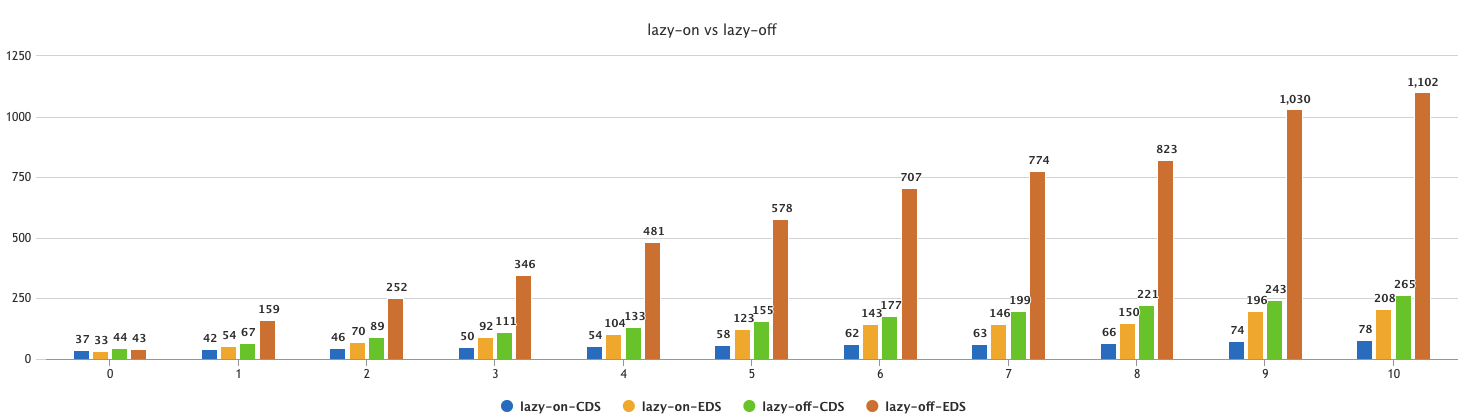 lazy-on vs lazy-off
1250
1000
750
500
250
0
37 33 44 43
42 54 67 159
46 70 89 252
50 92 111 346
54 104 133 481
58 123 155 578
62 143 177 707
63 146 199 774
66 150 221 823
74 196 243 1,030
78 208 265 1,102
0 1 2 3 4 5 6 7 8 9 10
lazy-on-CDS lazy-on-EDS lazy-off-CDS lazy-off-EDS